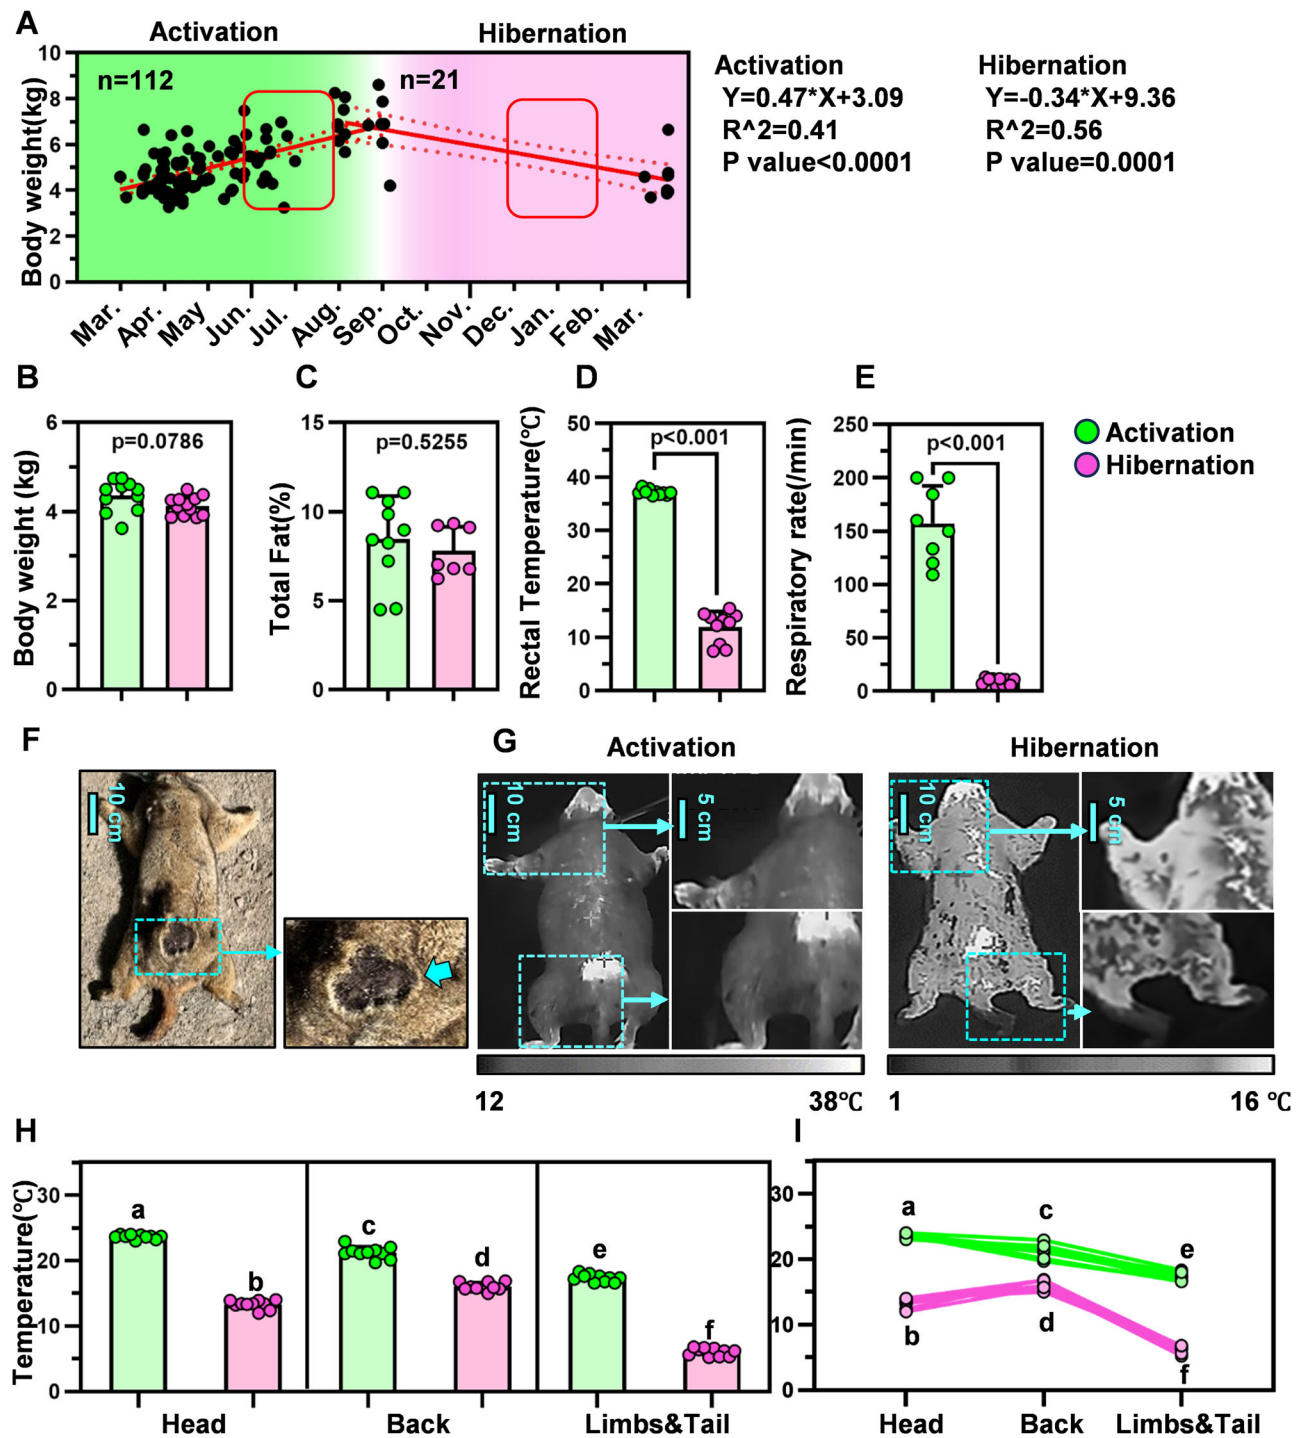 A
Activation
Hibernation
Body weight(kg)
10
8
6
4
2
0
n=112
n=21
Mar.
Apr.
May
Jun.
Jul.
Aug.
Sep.
Oct.
Nov.
Dec.
Jan.
Feb.
Mar.
Activation
Y=0.47*X+3.09
R^2=0.41
P value<0.0001
Hibernation
Y=-0.34*X+9.36
R^2=0.56
P value=0.0001
B
Body weight (kg)
6
4
2
0
p=0.0786
C
Total Fat(%)
15
10
5
0
p=0.5255
D
Rectal Temperature(℃)
50
40
30
20
10
0
p<0.001
E
Respiratory rate(/min)
250
200
150
100
50
0
p<0.001
Activation
Hibernation
F
10 cm
G
Activation
10 cm
5 cm
12
38℃
Hibernation
10 cm
5 cm
1
16 ℃
H
Temperature(℃)
30
20
10
0
a
b
c
d
e
f
Head
Back
Limbs&Tail
I
30
20
10
0
a
c
e
b
d
f
Head
Back
Limbs&Tail